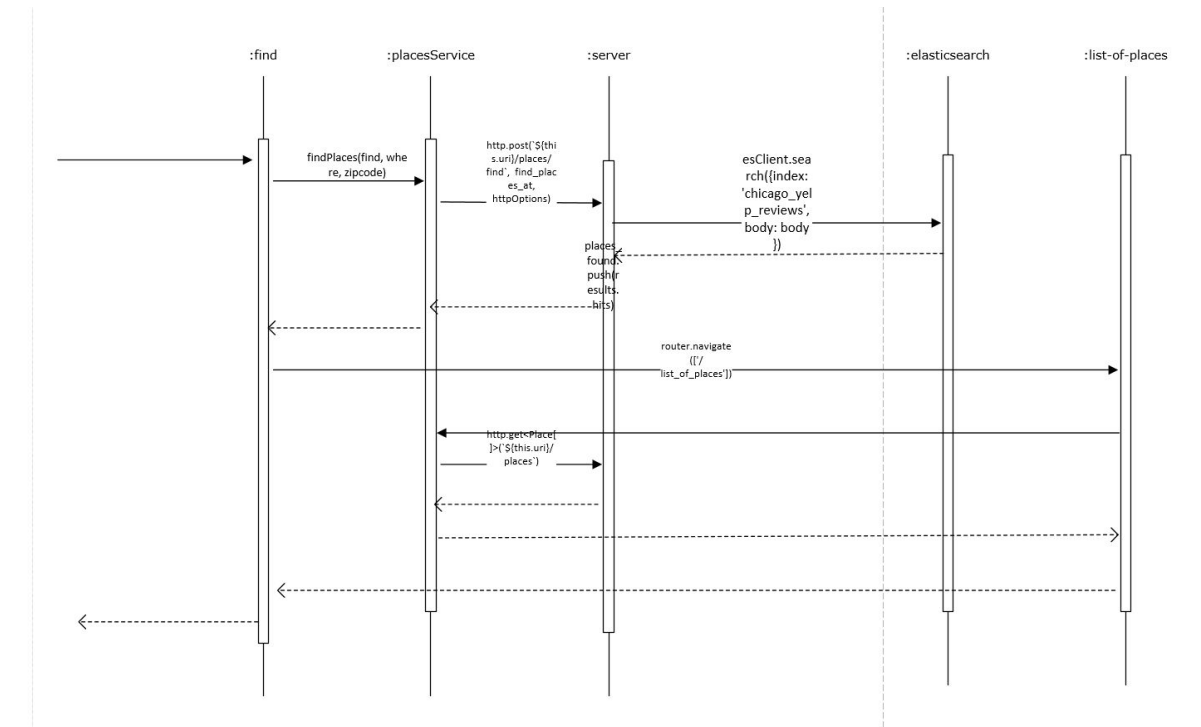 :find
:placesService
:server
:elasticsearch
:list-of-places
findPlaces(find, whe
re, zipcode)
http.post(`${thi
s.uri}/places/
find`, find_plac
es_at,
httpOptions)
esClient.sea
rch({index:
'chicago_yel
p_reviews',
body: body
})
places_
found.
push(r
esults.
hits)
router.navigate
(['/
list_of_places'])
http.get<Place[
]>(`${this.uri}/
places`)